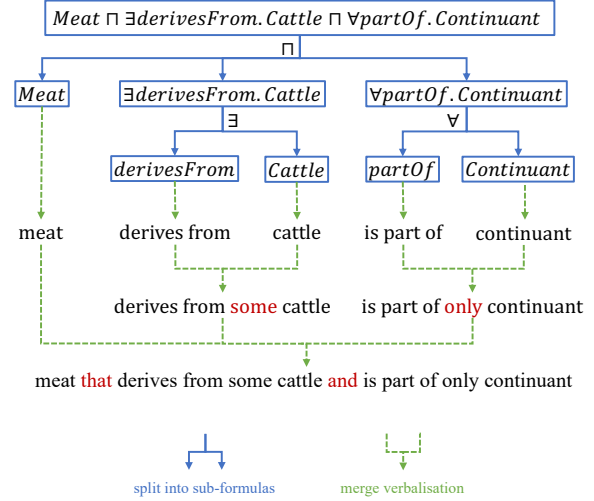 Meat ⊓ ∃derivesFrom.Cattle ⊓ ∀partOf.Continuant
⊓
Meat ∃derivesFrom.Cattle ∀partOf.Continuant
∃ ∀
derivesFrom Cattle partOf Continuant
meat derives from cattle is part of continuant
derives from some cattle is part of only continuant
meat that derives from some cattle and is part of only continuant
split into sub-formulas merge verbalisation